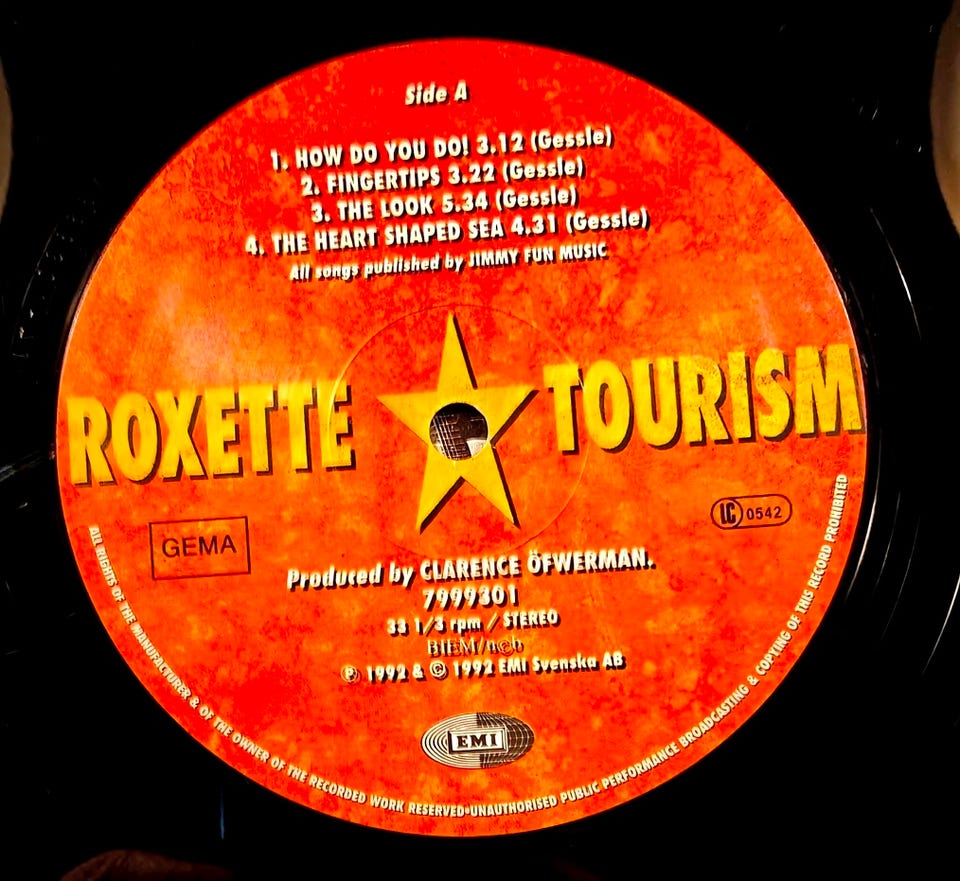 Side A
1. HOW DO YOU DO! 3.12 (Gessle)
2. FINGERTIPS 3.22 (Gessle)
3. THE LOOK 5.34 (Gessle)
4. THE HEART SHAPED SEA 4.31 (Gessle)
All songs published by JIMMY FUN MUSIC
ROXETTE TOURISM
GEMA
LC 0542
Produced by CLARENCE ÖFWERMAN.
7999301
33 1/3 rpm / STEREO
BIEM/n©b
℗ 1992 & © 1992 EMI Svenska AB
EMI
ALL RIGHTS OF THE MANUFACTURER & OF THE OWNER OF THE RECORDED WORK RESERVED•UNAUTHORISED PUBLIC PERFORMANCE BROADCASTING & COPYING OF THIS RECORD PROHIBITED